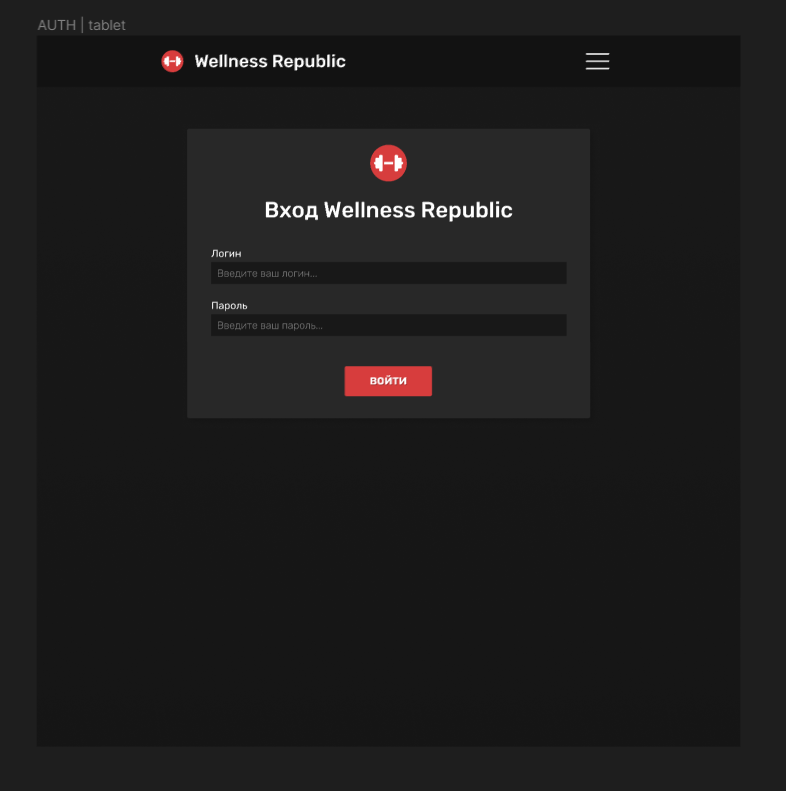 AUTH | tablet
Wellness Republic
Вход Wellness Republic
Логин
Введите ваш логин...
Пароль
Введите ваш пароль...
ВОЙТИ